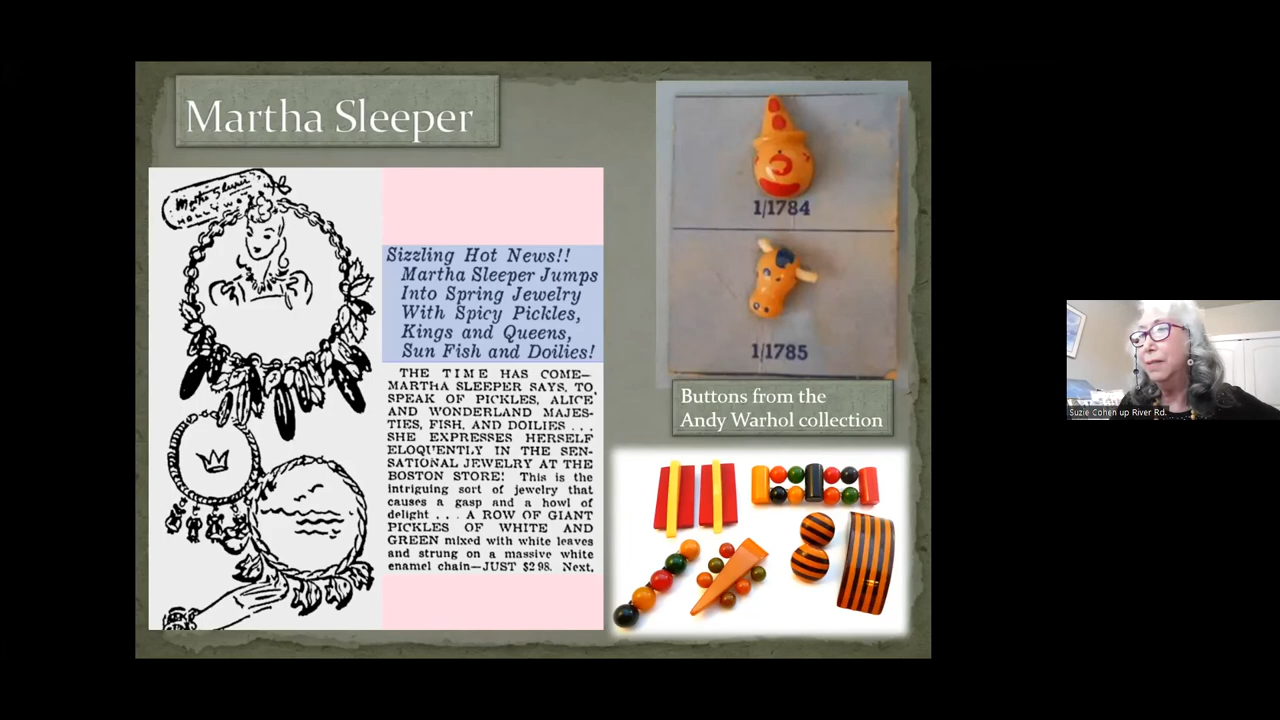 Martha Sleeper
Martha Sleeper
HOLLYWOOD
Sizzling Hot News!!
Martha Sleeper Jumps
Into Spring Jewelry
With Spicy Pickles,
Kings and Queens,
Sun Fish and Doilies!
THE TIME HAS COME—
MARTHA SLEEPER SAYS, TO
SPEAK OF PICKLES, ALICE
AND WONDERLAND MAJES-
TIES, FISH, AND DOILIES . . .
SHE EXPRESSES HERSELF
ELOQUENTLY IN THE SEN-
SATIONAL JEWELRY AT THE
BOSTON STORE! This is the
intriguing sort of jewelry that
causes a gasp and a howl of
delight . . . A ROW OF GIANT
PICKLES OF WHITE AND
GREEN mixed with white leaves
and strung on a massive white
enamel chain—JUST $2.98. Next,
1/1784
1/1785
Buttons from the
Andy Warhol collection
Suzie Cohen up River Rd.